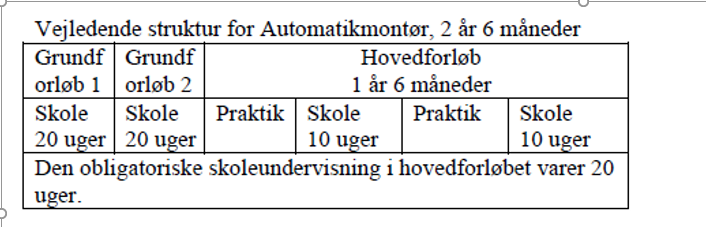 Vejledende struktur for Automatikmontør, 2 år 6 måneder
Grundf Grundf Hovedforløb
orløb 1 orløb 2 1 år 6 måneder
Skole Skole Praktik Skole Praktik Skole
20 uger 20 uger 10 uger 10 uger
Den obligatoriske skoleundervisning i hovedforløbet varer 20
uger.